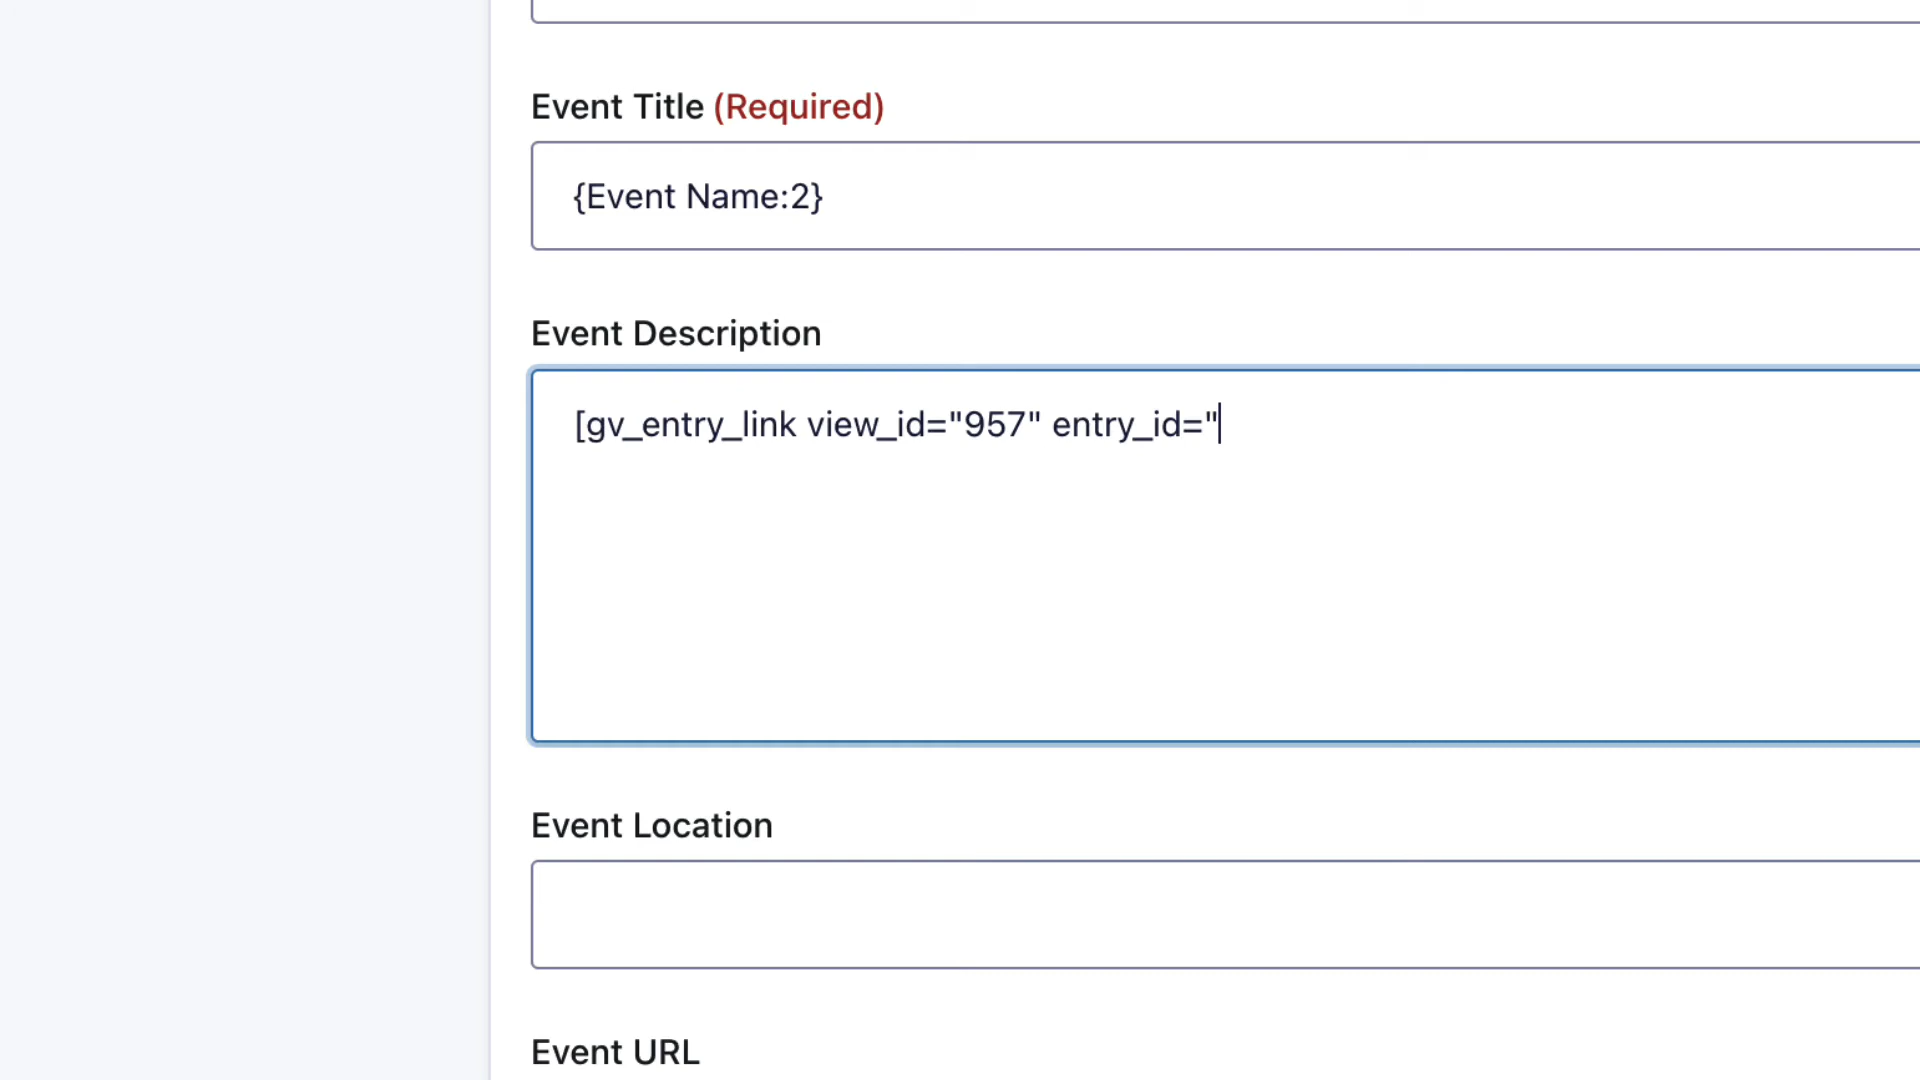 Event Title (Required)
{Event Name:2}
Event Description
[gv_entry_link view_id="957" entry_id="
Event Location
Event URL